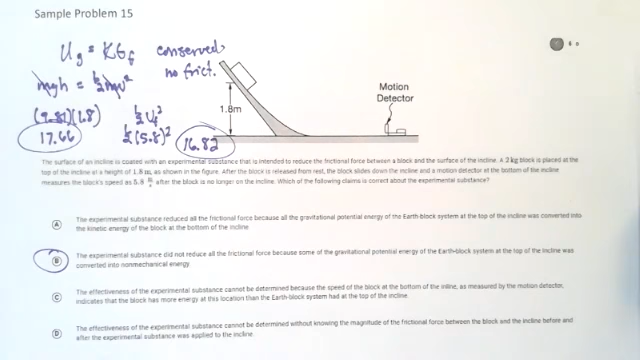 Sample Problem 15
Ug = KEf conserved
no frict.
mgh = ½mv²
(9.81)(1.8) ½ Uf²
17.66 ½(5.8)² 16.82
1.8m
Motion
Detector
The surface of an incline is coated with an experimental substance that is intended to reduce the frictional force between a block and the surface of the incline. A 2 kg block is placed at the
top of the incline at a height of 1.8 m, as shown in the figure. After the block is released from rest, the block slides down the incline and a motion detector at the bottom of the incline
measures the block's speed as 5.8 m/s after the block is no longer on the incline. Which of the following claims is correct about the experimental substance?
A The experimental substance reduced all the frictional force because all the gravitational potential energy of the Earth-block system at the top of the incline was converted into
the kinetic energy of the block at the bottom of the incline
B The experimental substance did not reduce all the frictional force because some of the gravitational potential energy of the Earth-block system at the top of the incline was
converted into nonmechanical energy.
C The effectiveness of the experimental substance cannot be determined because the speed of the block at the bottom of the incline, as measured by the motion detector,
indicates that the block has more energy at this location than the Earth-block system had at the top of the incline.
D The effectiveness of the experimental substance cannot be determined without knowing the magnitude of the frictional force between the block and the incline before and
after the experimental substance was applied to the incline.